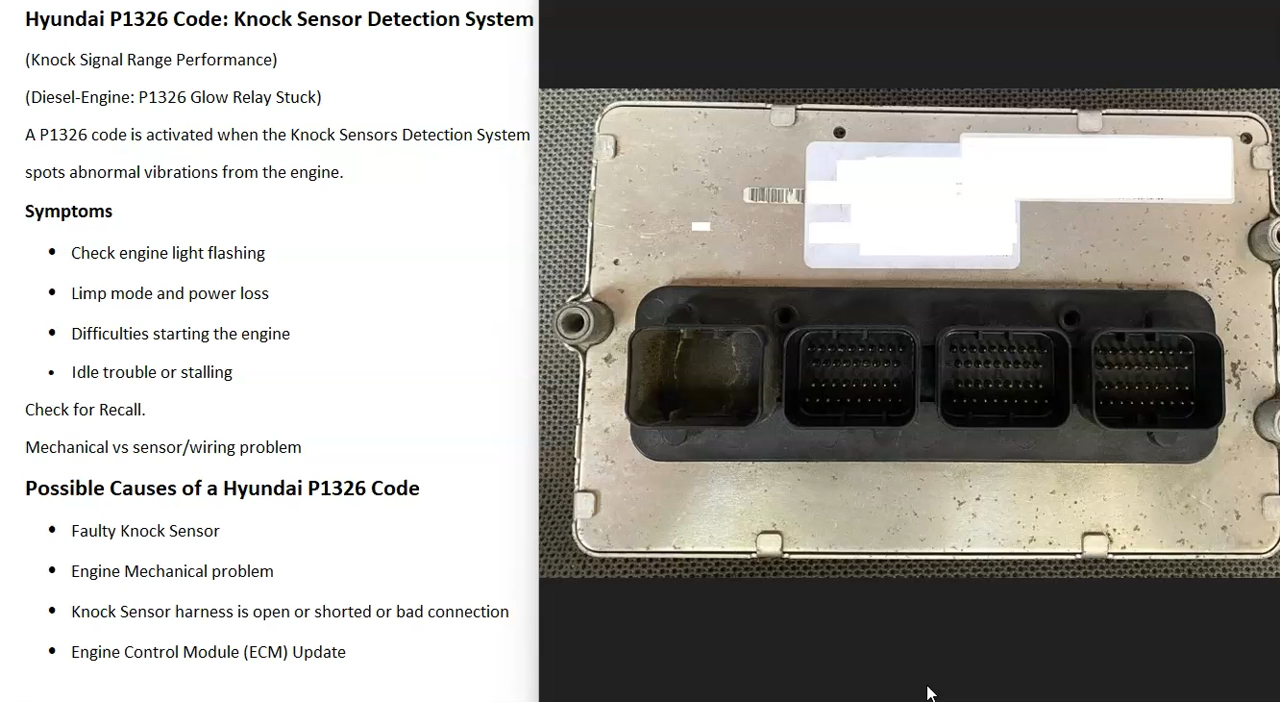 Hyundai P1326 Code: Knock Sensor Detection System
(Knock Signal Range Performance)
(Diesel-Engine: P1326 Glow Relay Stuck)
A P1326 code is activated when the Knock Sensors Detection System
spots abnormal vibrations from the engine.
Symptoms
• Check engine light flashing
• Limp mode and power loss
• Difficulties starting the engine
• Idle trouble or stalling
Check for Recall.
Mechanical vs sensor/wiring problem
Possible Causes of a Hyundai P1326 Code
• Faulty Knock Sensor
• Engine Mechanical problem
• Knock Sensor harness is open or shorted or bad connection
• Engine Control Module (ECM) Update